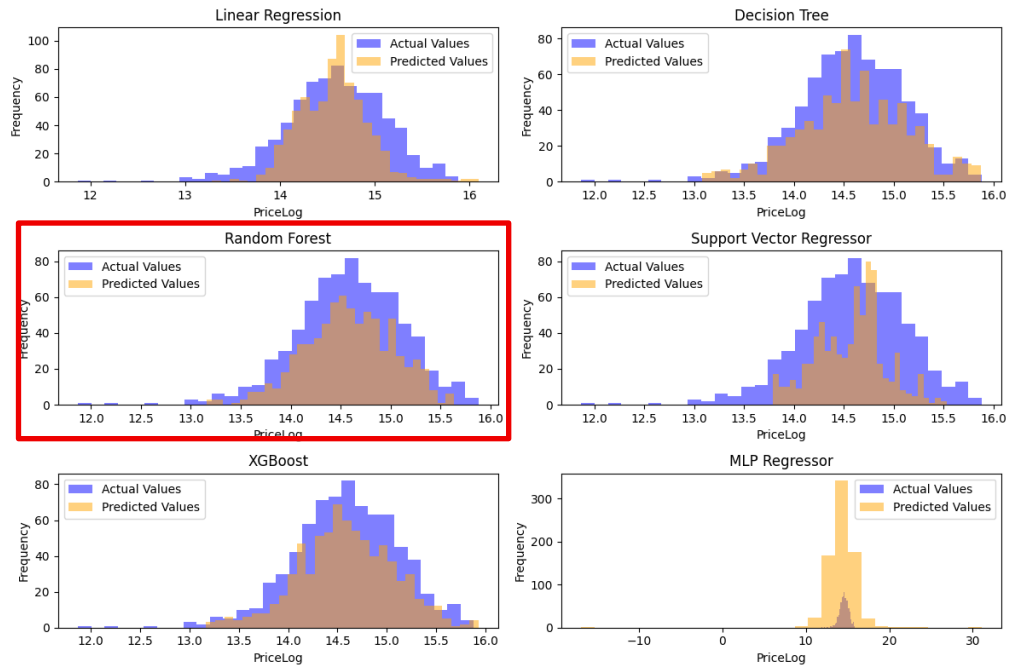 Linear Regression
Actual Values
Predicted Values
Frequency
100
80
60
40
20
0
12
13
14
15
16
PriceLog
Decision Tree
Actual Values
Predicted Values
Frequency
80
60
40
20
0
12.0
12.5
13.0
13.5
14.0
14.5
15.0
15.5
16.0
PriceLog
Random Forest
Actual Values
Predicted Values
Frequency
80
60
40
20
0
12.0
12.5
13.0
13.5
14.0
14.5
15.0
15.5
16.0
PriceLog
Support Vector Regressor
Actual Values
Predicted Values
Frequency
80
60
40
20
0
12.0
12.5
13.0
13.5
14.0
14.5
15.0
15.5
16.0
PriceLog
XGBoost
Actual Values
Predicted Values
Frequency
80
60
40
20
0
12.0
12.5
13.0
13.5
14.0
14.5
15.0
15.5
16.0
PriceLog
MLP Regressor
Actual Values
Predicted Values
Frequency
300
200
100
0
−10
0
10
20
30
PriceLog